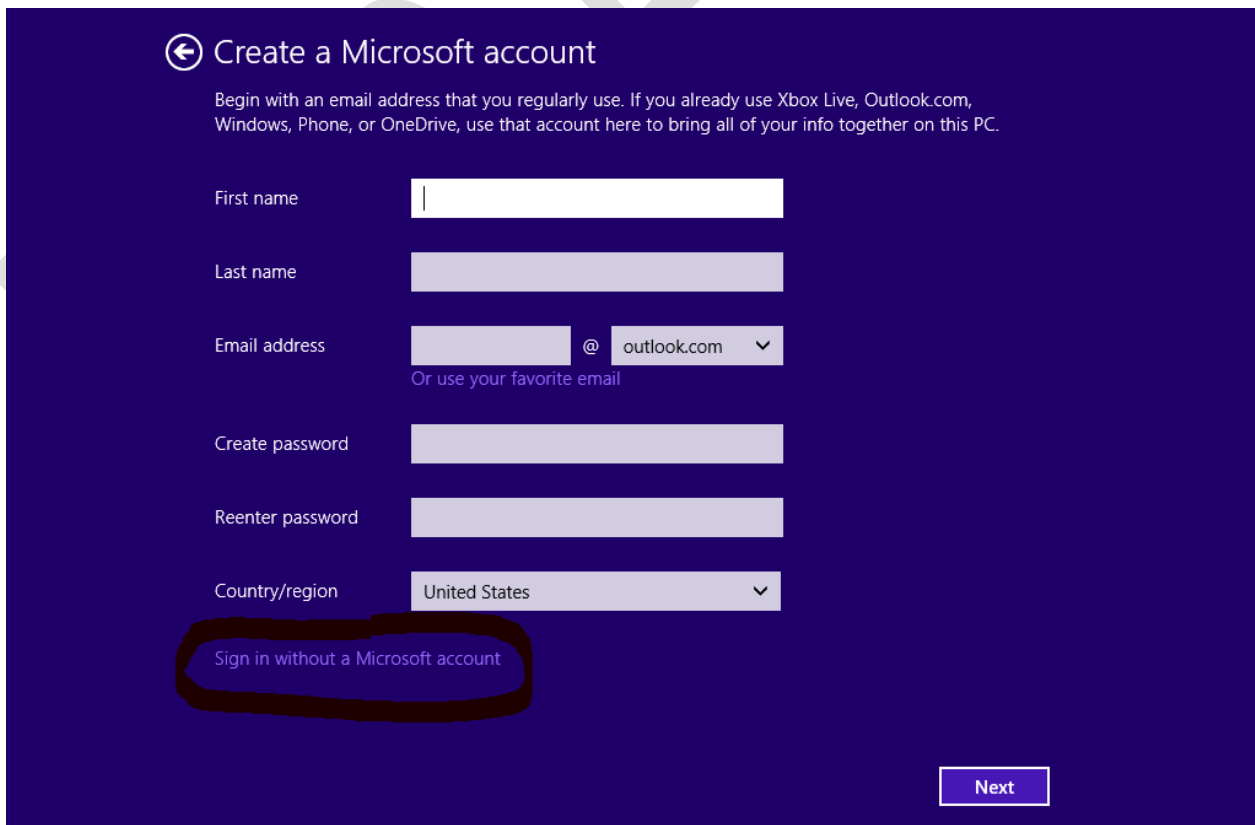 Create a Microsoft account
Begin with an email address that you regularly use. If you already use Xbox Live, Outlook.com,
Windows, Phone, or OneDrive, use that account here to bring all of your info together on this PC.
First name
Last name
Email address @ outlook.com
Or use your favorite email
Create password
Reenter password
Country/region United States
Sign in without a Microsoft account
Next